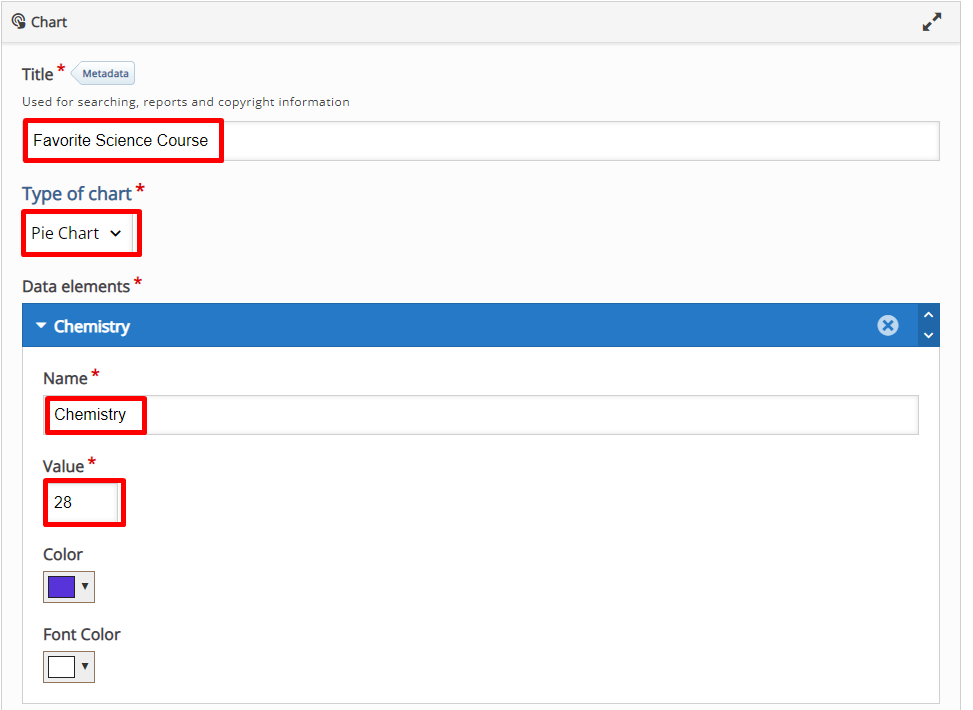 Chart
Title *
Metadata
Used for searching, reports and copyright information
Favorite Science Course
Type of chart *
Pie Chart
Data elements *
Chemistry
Name *
Chemistry
Value *
28
Color
Font Color